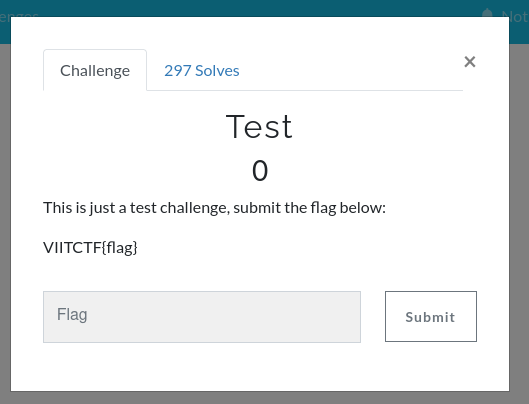 Challenge
297 Solves
×
Test
0
This is just a test challenge, submit the flag below:
VIITCTF{flag}
Flag
Submit